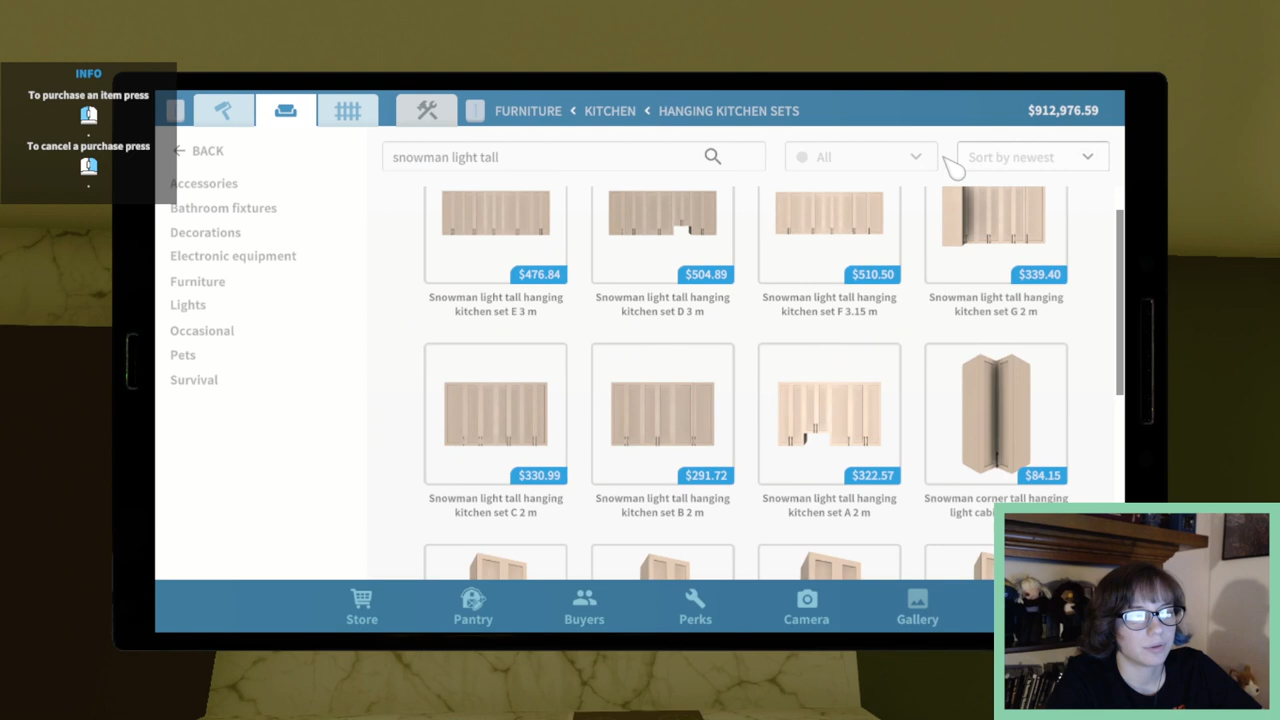 INFO
To purchase an item press
.
To cancel a purchase press
.
FURNITURE < KITCHEN < HANGING KITCHEN SETS
$912,976.59
← BACK
snowman light tall
All
Sort by newest
Accessories
Bathroom fixtures
Decorations
Electronic equipment
Furniture
Lights
Occasional
Pets
Survival
$476.84
$504.89
$510.50
$339.40
Snowman light tall hanging
kitchen set E 3 m
Snowman light tall hanging
kitchen set D 3 m
Snowman light tall hanging
kitchen set F 3.15 m
Snowman light tall hanging
kitchen set G 2 m
$330.99
$291.72
$322.57
$84.15
Snowman light tall hanging
kitchen set C 2 m
Snowman light tall hanging
kitchen set B 2 m
Snowman light tall hanging
kitchen set A 2 m
Snowman corner tall hanging
light
Store
Pantry
Buyers
Perks
Camera
Gallery